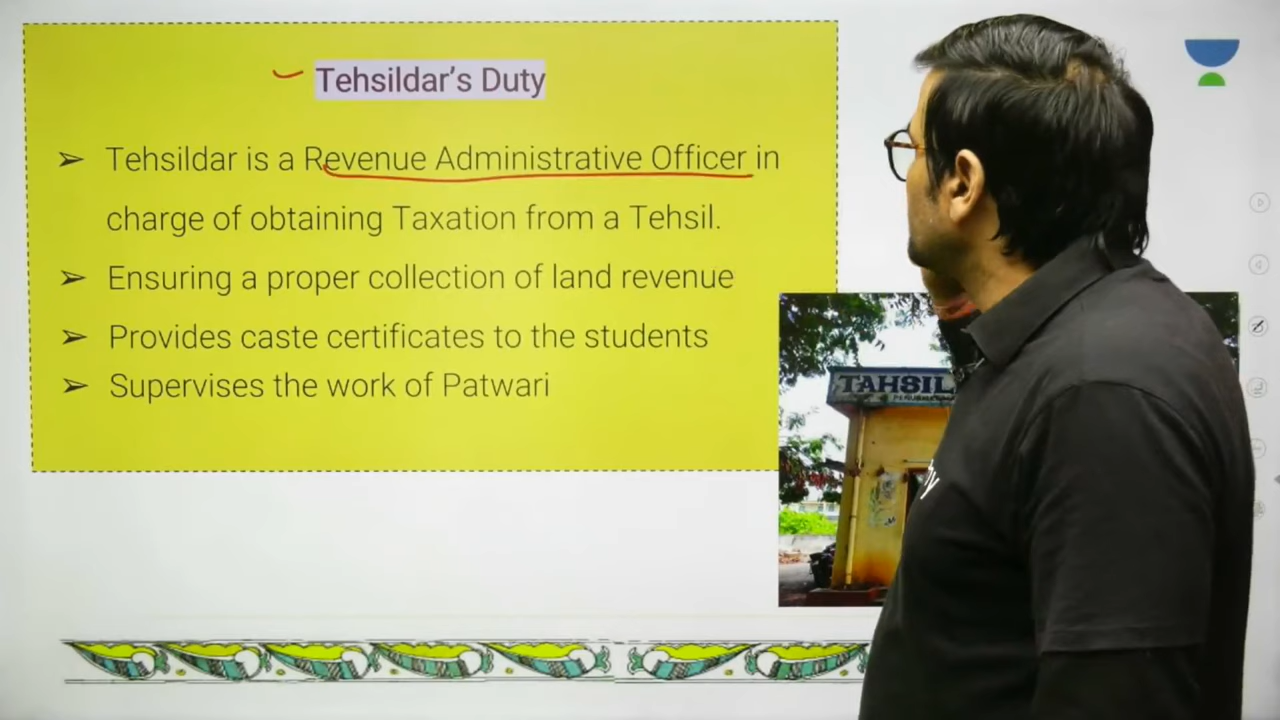 Tehsildar's Duty
➢ Tehsildar is a Revenue Administrative Officer in
charge of obtaining Taxation from a Tehsil.
➢ Ensuring a proper collection of land revenue
➢ Provides caste certificates to the students
➢ Supervises the work of Patwari
TAHSIL